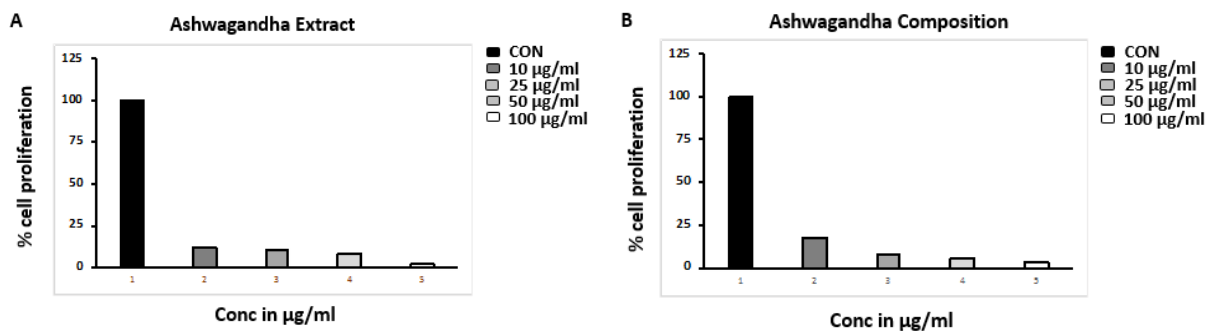 A
Ashwagandha Extract
% cell proliferation
125
100
75
50
25
0
1 2 3 4 5
Conc in µg/ml
CON
10 µg/ml
25 µg/ml
50 µg/ml
100 µg/ml
B
Ashwagandha Composition
% cell proliferation
125
100
75
50
25
0
1 2 3 4 5
Conc in µg/ml
CON
10 µg/ml
25 µg/ml
50 µg/ml
100 µg/ml